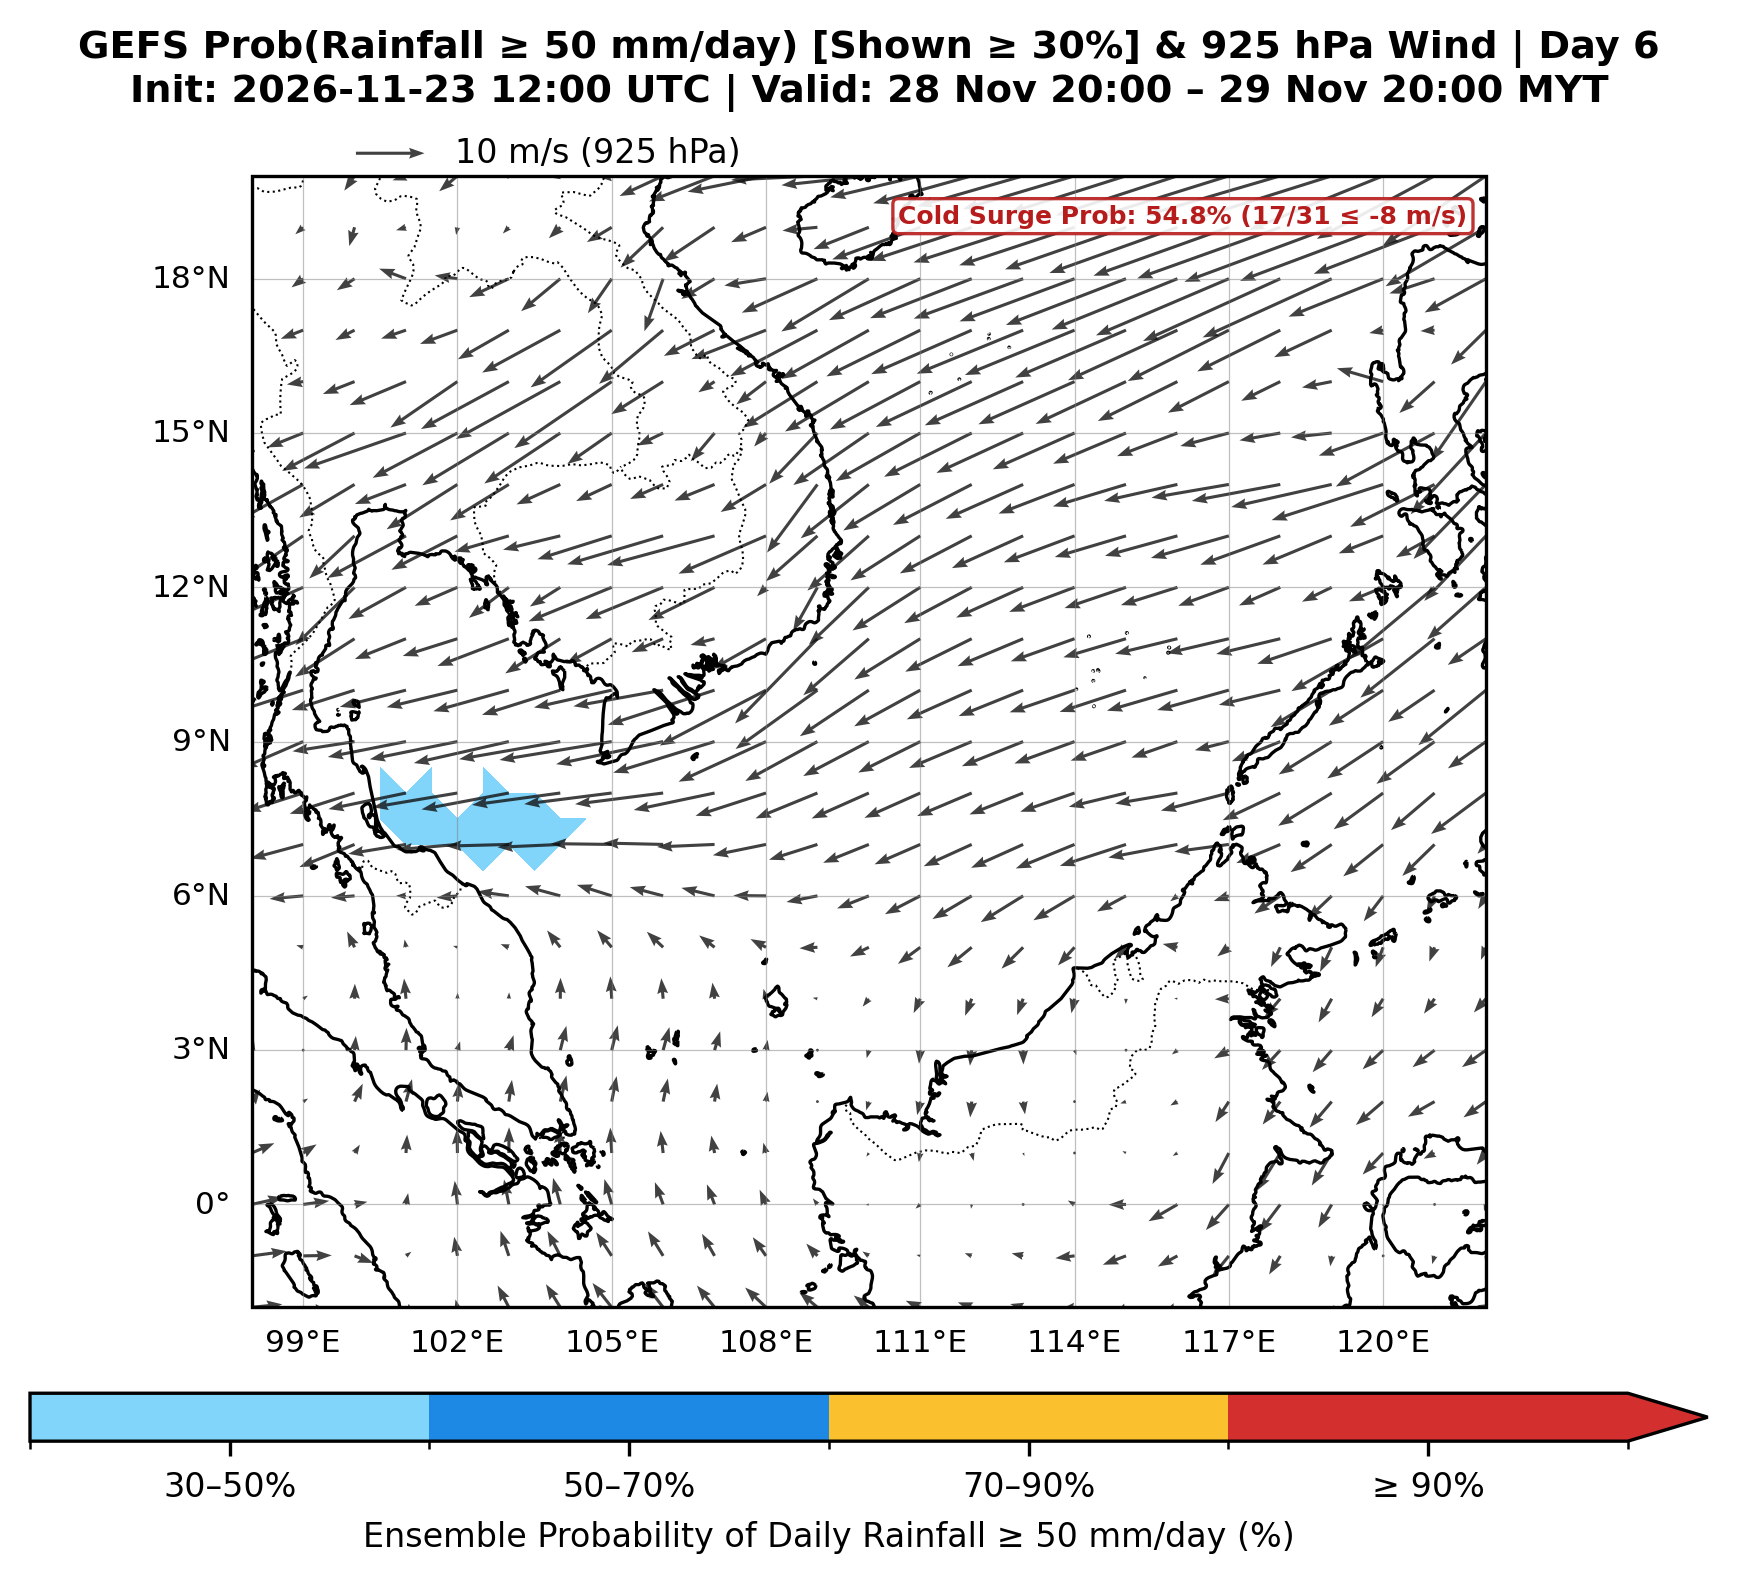 GEFS Prob(Rainfall ≥ 50 mm/day) [Shown ≥ 30%] & 925 hPa Wind | Day 6
Init: 2026-11-23 12:00 UTC | Valid: 28 Nov 20:00 – 29 Nov 20:00 MYT
10 m/s (925 hPa)
Cold Surge Prob: 54.8% (17/31 ≤ -8 m/s)
18°N
15°N
12°N
9°N
6°N
3°N
0°
99°E 102°E 105°E 108°E 111°E 114°E 117°E 120°E
30–50% 50–70% 70–90% ≥ 90%
Ensemble Probability of Daily Rainfall ≥ 50 mm/day (%)